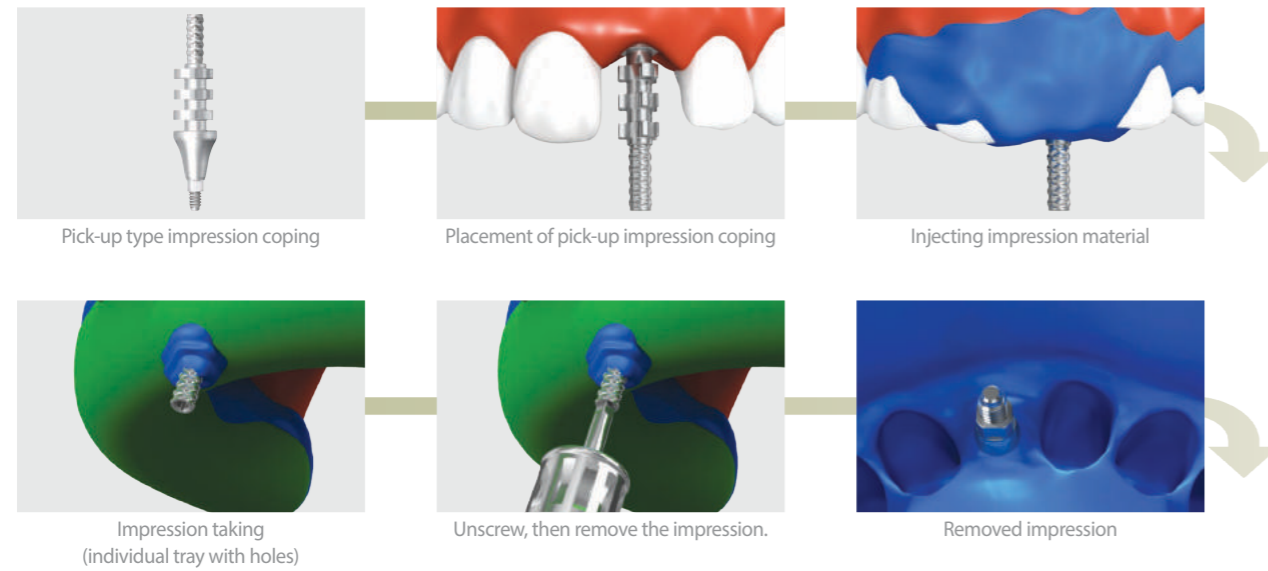 Pick-up type impression coping
Placement of pick-up impression coping
Injecting impression material
Impression taking
(individual tray with holes)
Unscrew, then remove the impression.
Removed impression